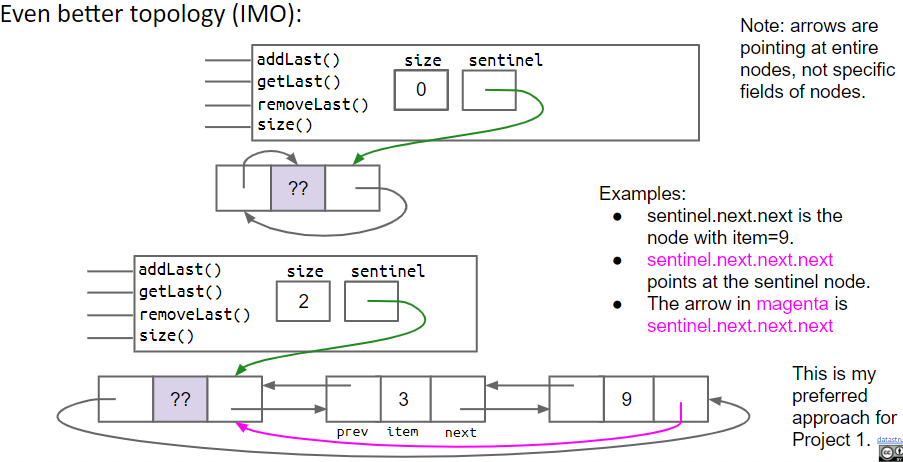 Even better topology (IMO):
Note: arrows are
pointing at entire
nodes, not specific
fields of nodes.
addLast()
getLast()
removeLast()
size()
size
sentinel
0
??
Examples:
● sentinel.next.next is the
node with item=9.
● sentinel.next.next.next
points at the sentinel node.
● The arrow in magenta is
sentinel.next.next.next
addLast()
getLast()
removeLast()
size()
size
sentinel
2
??
3
9
prev item next
This is my
preferred
approach for
Project 1.
datastru